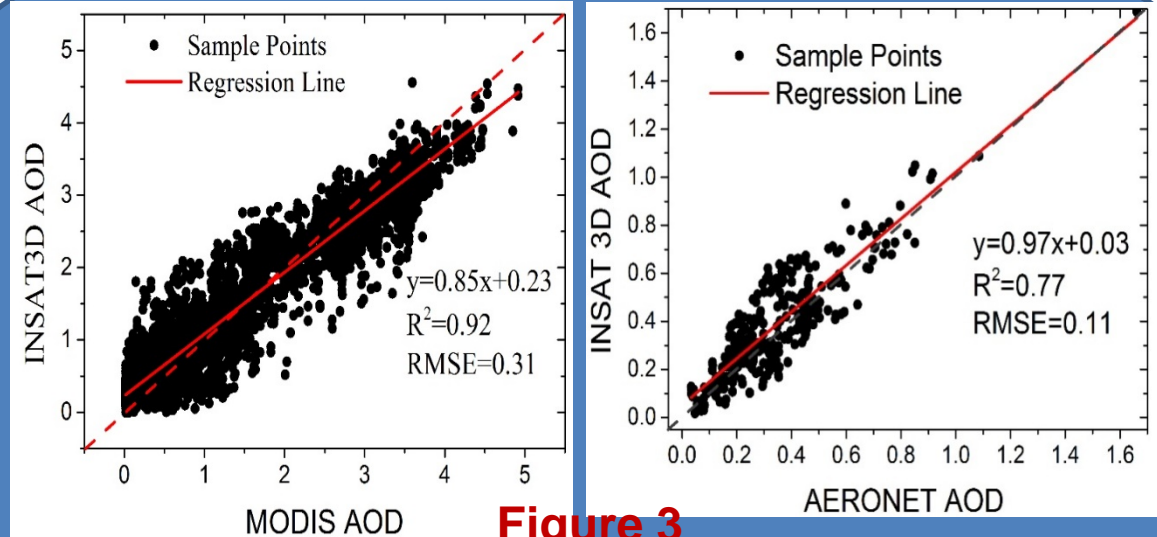 5
4
3
2
1
0
INSAT3D AOD
Sample Points
Regression Line
y=0.85x+0.23
R²=0.92
RMSE=0.31
0 1 2 3 4 5
MODIS AOD
1.6
1.4
1.2
1.0
0.8
0.6
0.4
0.2
0.0
INSAT 3D AOD
Sample Points
Regression Line
y=0.97x+0.03
R²=0.77
RMSE=0.11
0.0 0.2 0.4 0.6 0.8 1.0 1.2 1.4 1.6
AERONET AOD
Figure 3